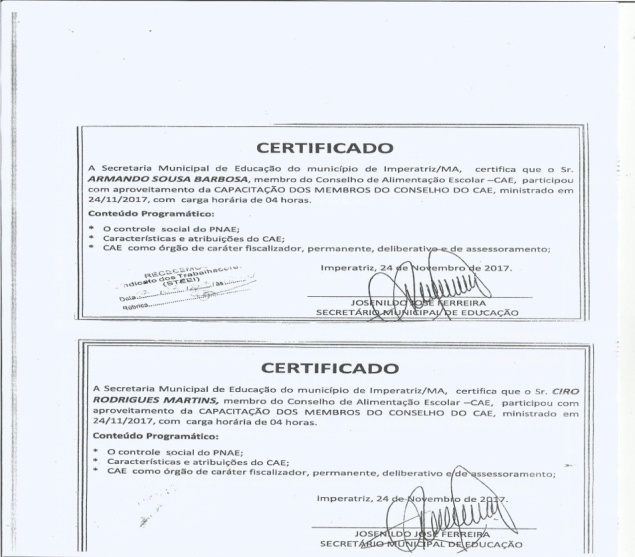 CERTIFICADO
A Secretaria Municipal de Educação do município de Imperatriz/MA, certifica que o Sr.
ARMANDO SOUSA BARBOSA, membro do Conselho de Alimentação Escolar –CAE, participou
com aproveitamento da CAPACITAÇÃO DOS MEMBROS DO CONSELHO DO CAE, ministrado em
24/11/2017, com carga horária de 04 horas.
Conteúdo Programático:
* O controle social do PNAE;
* Características e atribuições do CAE;
* CAE como órgão de caráter fiscalizador, permanente, deliberativo e de assessoramento;
Imperatriz, 24 de Novembro de 2017.
dos Trabalhadores
(STEEI)
Data
Rubrica
JOSENILDO JOSÉ FERREIRA
SECRETÁRIO MUNICIPAL DE EDUCAÇÃO
CERTIFICADO
A Secretaria Municipal de Educação do município de Imperatriz/MA, certifica que o Sr. CIRO
RODRIGUES MARTINS, membro do Conselho de Alimentação Escolar –CAE, participou com
aproveitamento da CAPACITAÇÃO DOS MEMBROS DO CONSELHO DO CAE, ministrado em
24/11/2017, com carga horária de 04 horas.
Conteúdo Programático:
* O controle social do PNAE;
* Características e atribuições do CAE;
* CAE como órgão de caráter fiscalizador, permanente, deliberativo e de assessoramento;
Imperatriz, 24 de Novembro de 2017.
JOSENILDO JOSÉ FERREIRA
SECRETÁRIO MUNICIPAL DE EDUCAÇÃO